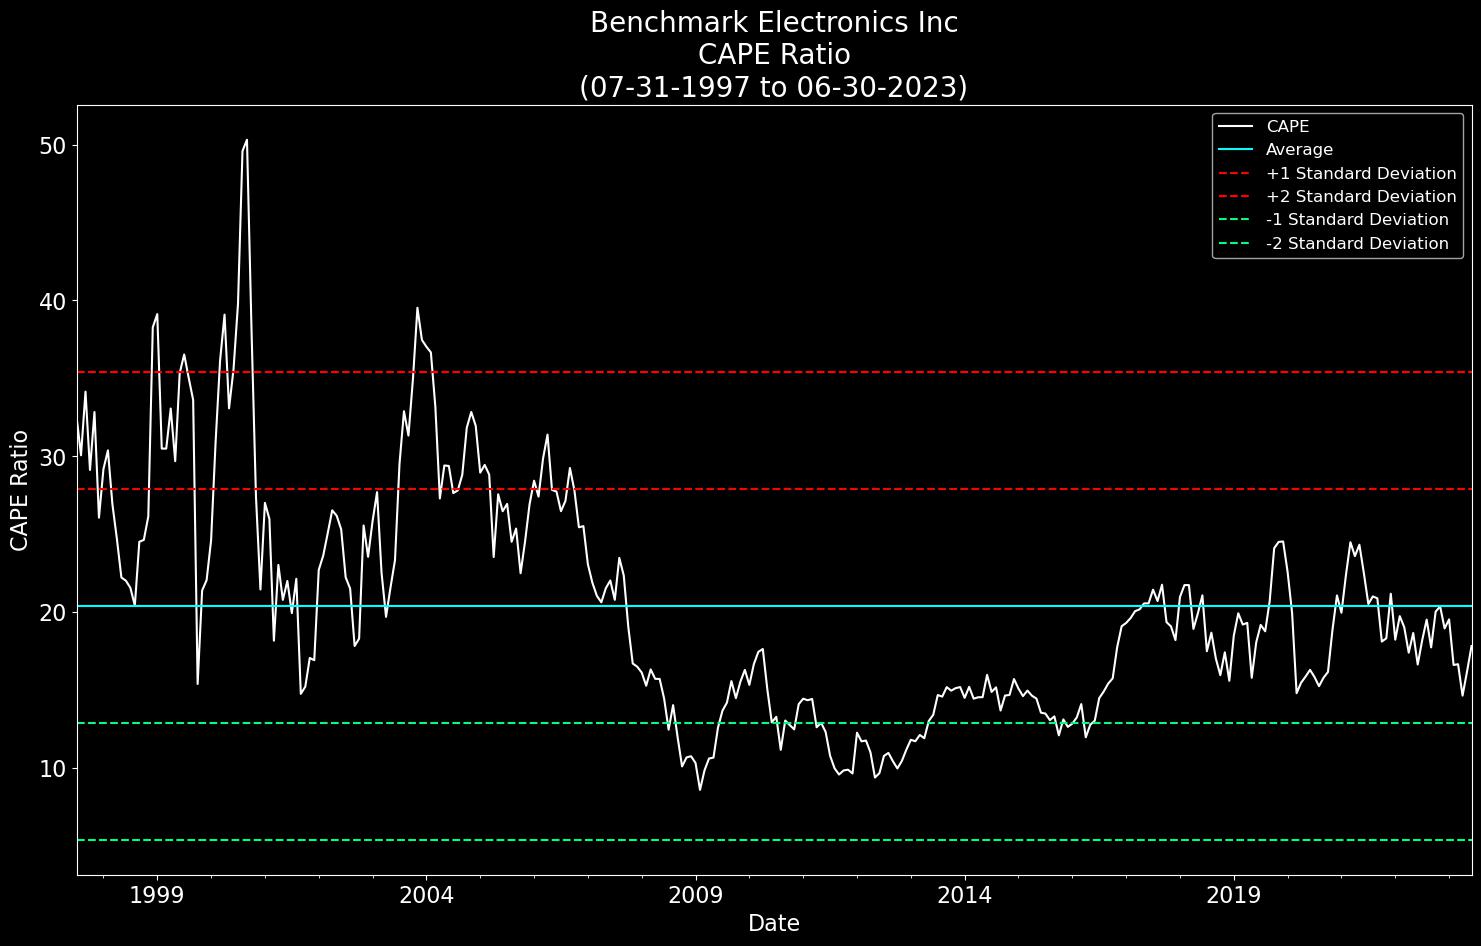 Benchmark Electronics Inc
CAPE Ratio
(07-31-1997 to 06-30-2023)
CAPE
Average
+1 Standard Deviation
+2 Standard Deviation
-1 Standard Deviation
-2 Standard Deviation
50
40
30
20
10
CAPE Ratio
1999 2004 2009 2014 2019
Date